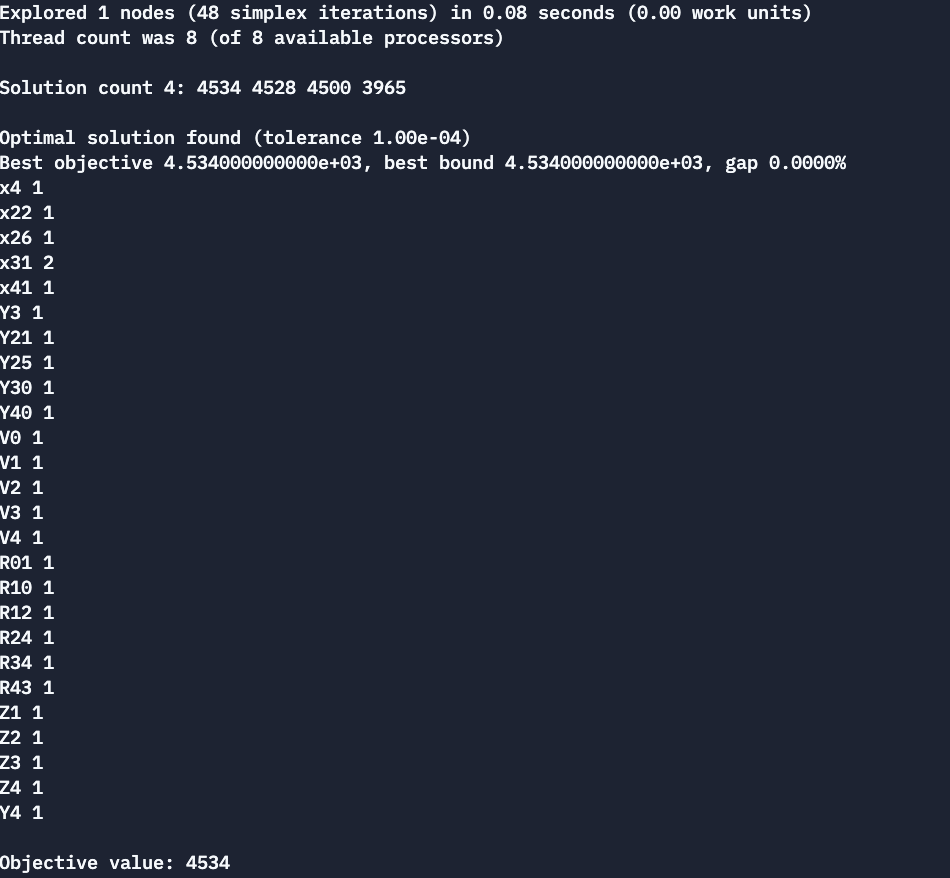 Explored 1 nodes (48 simplex iterations) in 0.08 seconds (0.00 work units)
Thread count was 8 (of 8 available processors)
Solution count 4: 4534 4528 4500 3965
Optimal solution found (tolerance 1.00e-04)
Best objective 4.534000000000e+03, best bound 4.534000000000e+03, gap 0.0000%
x4 1
x22 1
x26 1
x31 2
x41 1
Y3 1
Y21 1
Y25 1
Y30 1
Y40 1
V0 1
V1 1
V2 1
V3 1
V4 1
R01 1
R10 1
R12 1
R24 1
R34 1
R43 1
Z1 1
Z2 1
Z3 1
Z4 1
Y4 1
Objective value: 4534